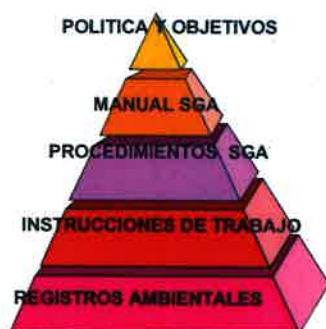 POLITICA Y OBJETIVOS
MANUAL SGA
PROCEDIMIENTOS SGA
INSTRUCCIONES DE TRABAJO
REGISTROS AMBIENTALES